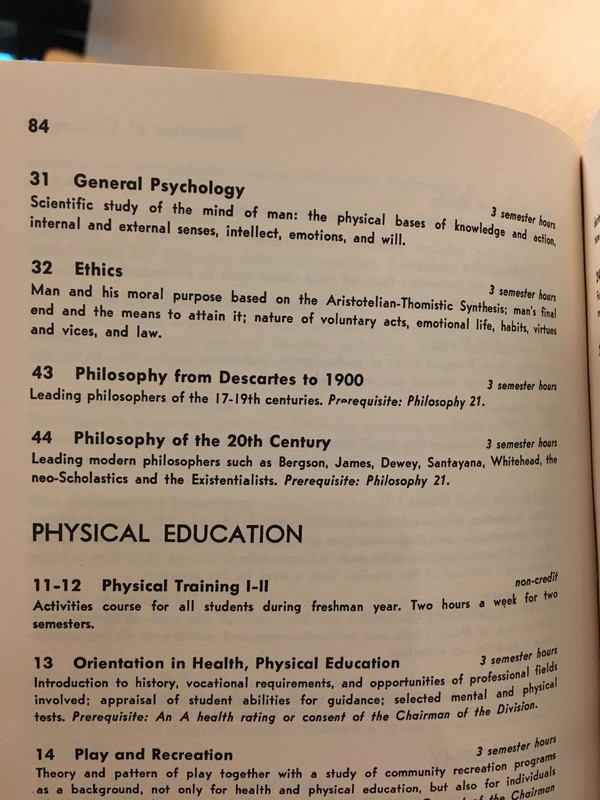 84
31 General Psychology
3 semester hours
Scientific study of the mind of man: the physical bases of knowledge and action,
internal and external senses, intellect, emotions, and will.
32 Ethics
3 semester hours
Man and his moral purpose based on the Aristotelian-Thomistic Synthesis; man's final
end and the means to attain it; nature of voluntary acts, emotional life, habits, virtues
and vices, and law.
43 Philosophy from Descartes to 1900
3 semester hours
Leading philosophers of the 17-19th centuries. Prerequisite: Philosophy 21.
44 Philosophy of the 20th Century
3 semester hours
Leading modern philosophers such as Bergson, James, Dewey, Santayana, Whitehead, the
neo-Scholastics and the Existentialists. Prerequisite: Philosophy 21.
PHYSICAL EDUCATION
11-12 Physical Training I-II
non-credit
Activities course for all students during freshman year. Two hours a week for two
semesters.
13 Orientation in Health, Physical Education
3 semester hours
Introduction to history, vocational requirements, and opportunities of professional fields
involved; appraisal of student abilities for guidance; selected mental and physical
tests. Prerequisite: An A health rating or consent of the Chairman of the Division.
14 Play and Recreation
3 semester hours
Theory and pattern of play together with a study of community recreation programs
as a background, not only for health and physical education, but also for individuals
of the Chairman